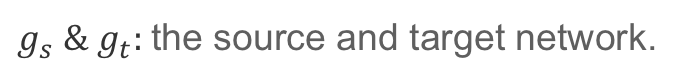 gₛ & gₜ: the source and target network.